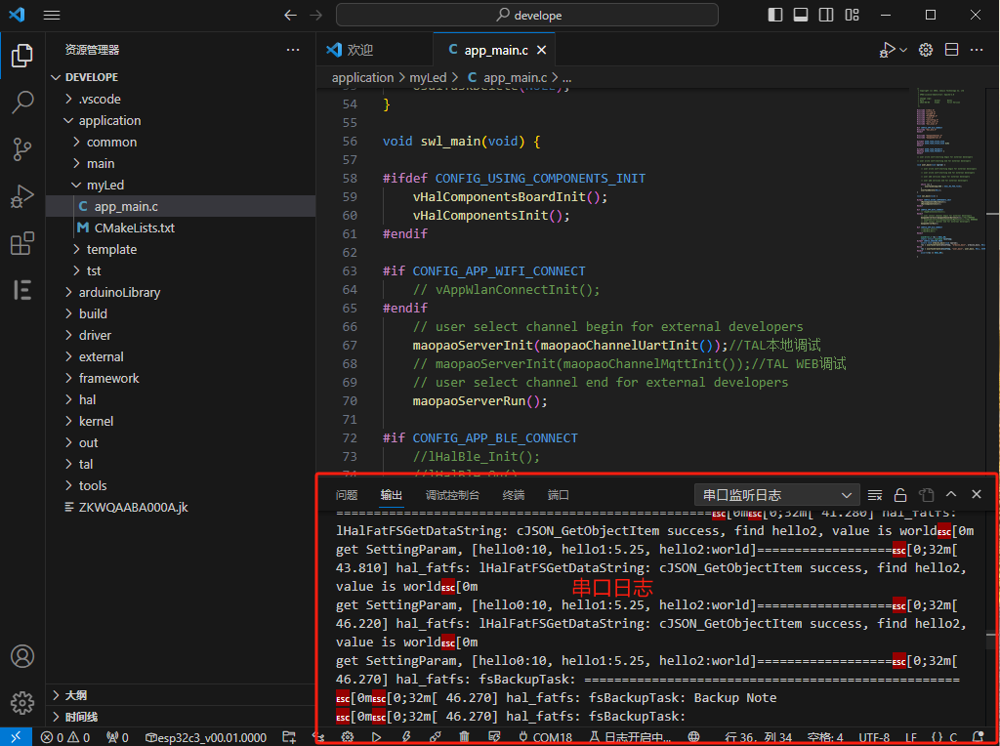 develope
资源管理器
DEVELOPE
.vscode
application
common
main
myLed
C app_main.c
M CMakeLists.txt
template
tst
arduinoLibrary
build
driver
external
framework
hal
kernel
out
tal
tools
ZKWQAABA000A.jk
大纲
时间线
欢迎
C app_main.c
application > myLed > C app_main.c > ...
54 }
55
56 void swl_main(void) {
57
58 #ifdef CONFIG_USING_COMPONENTS_INIT
59 vHalComponentsBoardInit();
60 vHalComponentsInit();
61 #endif
62
63 #if CONFIG_APP_WIFI_CONNECT
64 // vAppWlanConnectInit();
65 #endif
66 // user select channel begin for external developers
67 maopaoServerInit(maopaoChannelUartInit());//TAL本地调试
68 // maopaoServerInit(maopaoChannelMqttInit());//TAL WEB调试
69 // user select channel end for external developers
70 maopaoServerRun();
71
72 #if CONFIG_APP_BLE_CONNECT
73 //lHalBle_Init();
问题 输出 调试控制台 终端 端口 串口监听日志
==================================================ESC[0mESC[0;32m[ 41.280] hal_fatfs:
lHalFatFSGetDataString: cJSON_GetObjectItem success, find hello2, value is worldESC[0m
get SettingParam, [hello0:10, hello1:5.25, hello2:world]==================ESC[0;32m[
43.810] hal_fatfs: lHalFatFSGetDataString: cJSON_GetObjectItem success, find hello2,
value is worldESC[0m
串口日志
get SettingParam, [hello0:10, hello1:5.25, hello2:world]==================ESC[0;32m[
46.220] hal_fatfs: lHalFatFSGetDataString: cJSON_GetObjectItem success, find hello2,
value is worldESC[0m
get SettingParam, [hello0:10, hello1:5.25, hello2:world]==================ESC[0;32m[
46.270] hal_fatfs: fsBackupTask: ==================================================
ESC[0mESC[0;32m[ 46.270] hal_fatfs: fsBackupTask: Backup Note
ESC[0mESC[0;32m[ 46.270] hal_fatfs: fsBackupTask:
0 0 0 esp32c3_v00.01.0000 COM18 日志开启中... 行 36，列 34 空格: 4 UTF-8 LF {} C